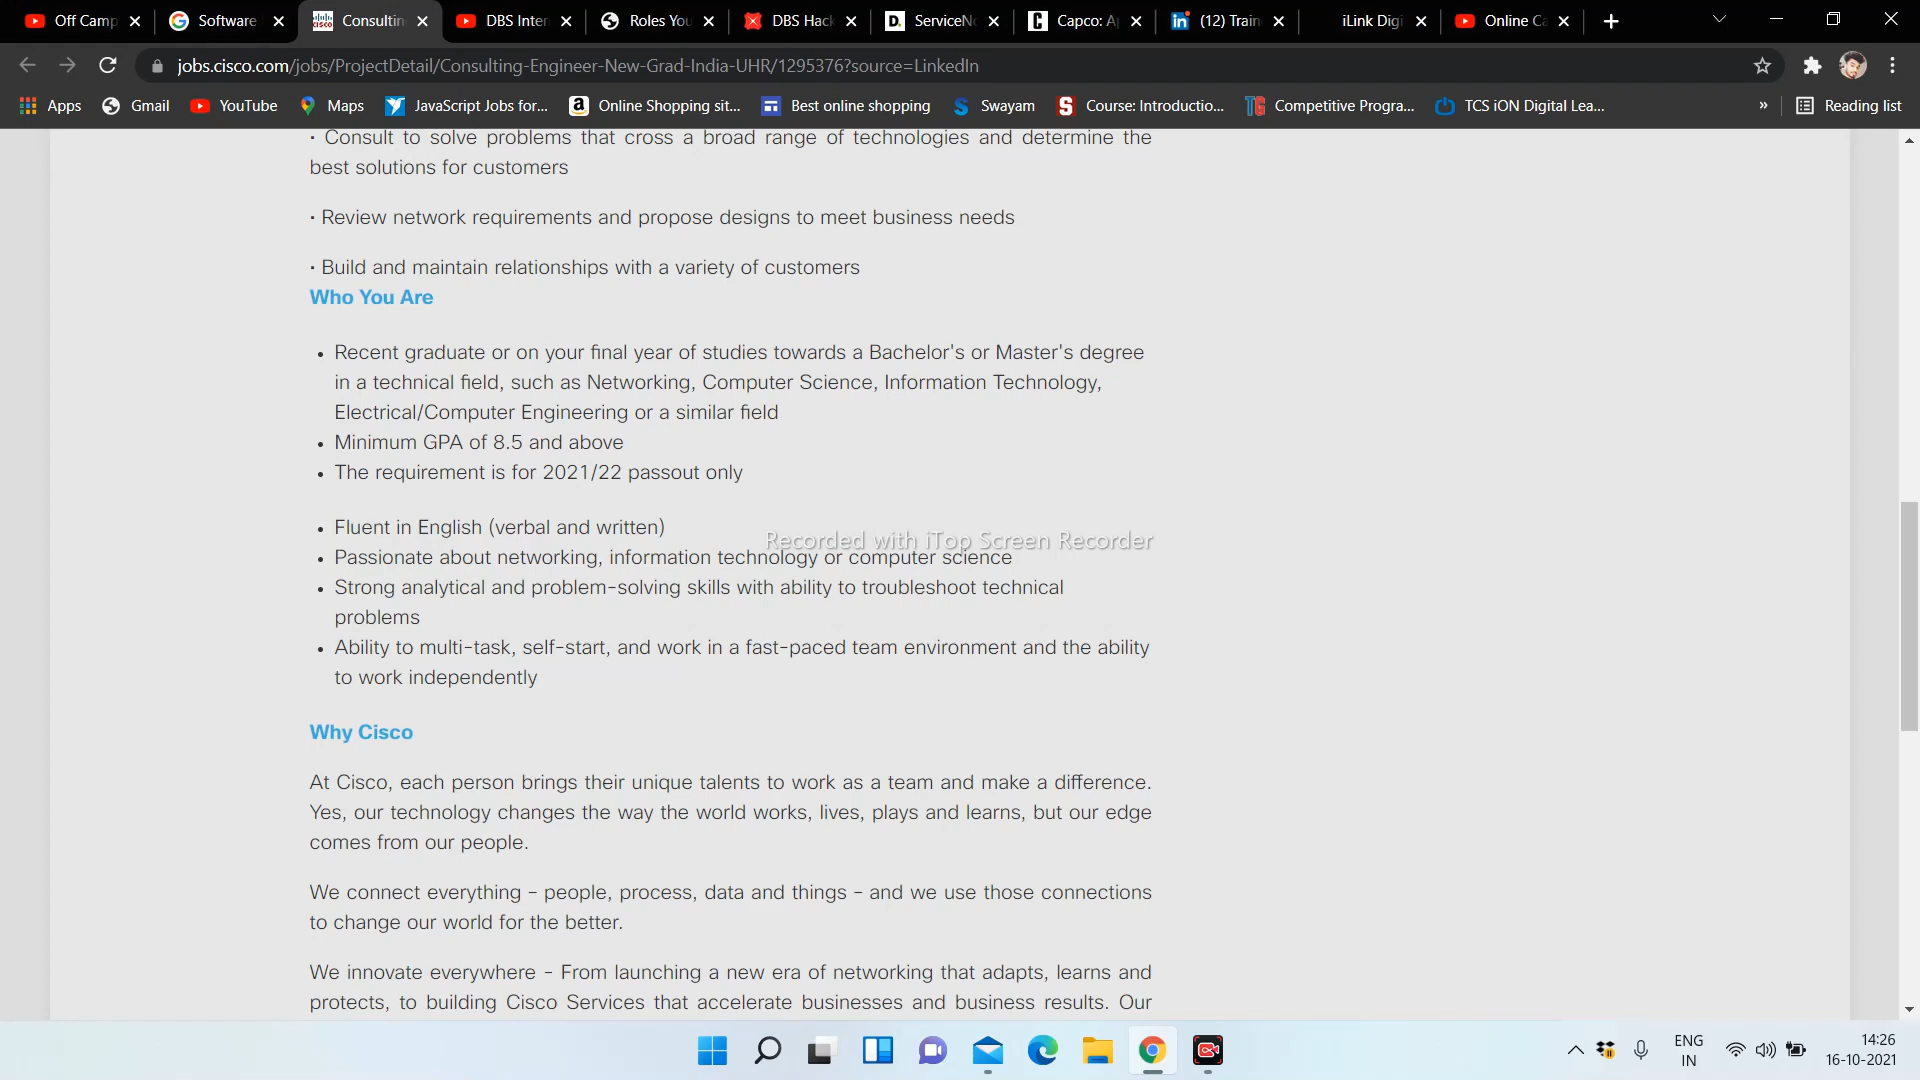 Off Camp
Software
Consultin
DBS Inter
Roles You
DBS Hack
ServiceNo
Capco: A
(12) Train
iLink Digi
Online Ca
jobs.cisco.com/jobs/ProjectDetail/Consulting-Engineer-New-Grad-India-UHR/1295376?source=LinkedIn
Apps
Gmail
YouTube
Maps
JavaScript Jobs for...
Online Shopping sit...
Best online shopping
Swayam
Course: Introductio...
Competitive Progra...
TCS iON Digital Lea...
»
Reading list
· Consult to solve problems that cross a broad range of technologies and determine the
best solutions for customers
· Review network requirements and propose designs to meet business needs
· Build and maintain relationships with a variety of customers
Who You Are
• Recent graduate or on your final year of studies towards a Bachelor's or Master's degree
in a technical field, such as Networking, Computer Science, Information Technology,
Electrical/Computer Engineering or a similar field
• Minimum GPA of 8.5 and above
• The requirement is for 2021/22 passout only
• Fluent in English (verbal and written)
Recorded with iTop Screen Recorder
• Passionate about networking, information technology or computer science
• Strong analytical and problem-solving skills with ability to troubleshoot technical
problems
• Ability to multi-task, self-start, and work in a fast-paced team environment and the ability
to work independently
Why Cisco
At Cisco, each person brings their unique talents to work as a team and make a difference.
Yes, our technology changes the way the world works, lives, plays and learns, but our edge
comes from our people.
We connect everything – people, process, data and things – and we use those connections
to change our world for the better.
We innovate everywhere - From launching a new era of networking that adapts, learns and
protects, to building Cisco Services that accelerate businesses and business results. Our
ENG
IN
14:26
16-10-2021